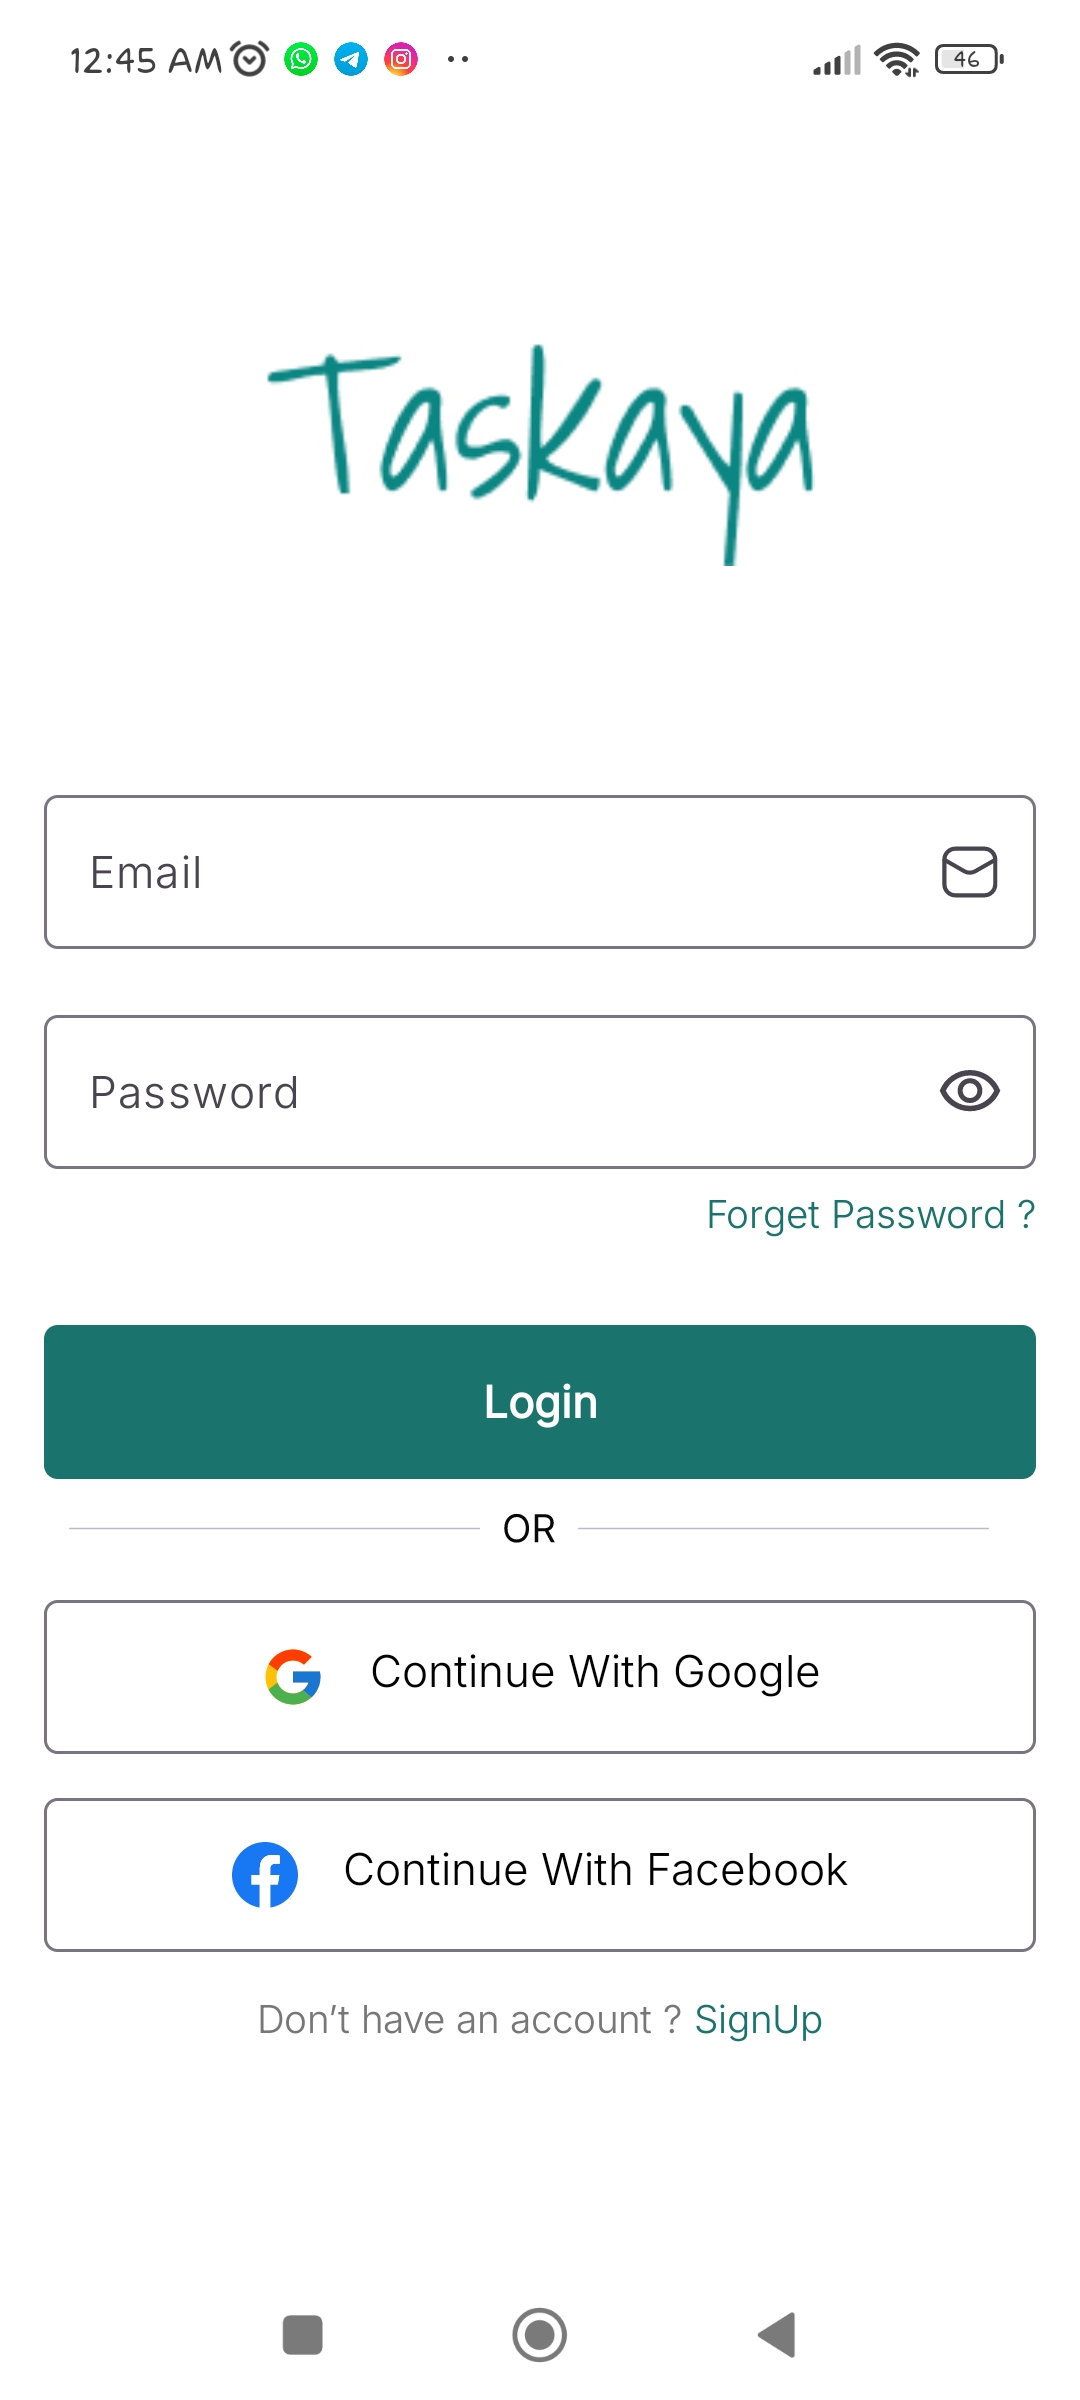 12:45 AM 46
Taskaya
Email
Password
Forget Password ?
Login
OR
Continue With Google
Continue With Facebook
Don’t have an account ? SignUp